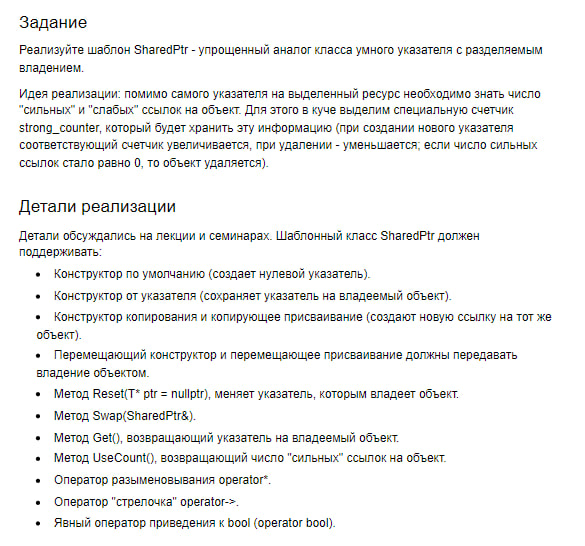 Задание
Реализуйте шаблон SharedPtr - упрощенный аналог класса умного указателя с разделяемым
владением.
Идея реализации: помимо самого указателя на выделенный ресурс необходимо знать число
"сильных" и "слабых" ссылок на объект. Для этого в куче выделим специальную счетчик
strong_counter, который будет хранить эту информацию (при создании нового указателя
соответствующий счетчик увеличивается, при удалении - уменьшается; если число сильных
ссылок стало равно 0, то объект удаляется).
Детали реализации
Детали обсуждались на лекции и семинарах. Шаблонный класс SharedPtr должен
поддерживать:
• Конструктор по умолчанию (создает нулевой указатель).
• Конструктор от указателя (сохраняет указатель на владеемый объект).
• Конструктор копирования и копирующее присваивание (создают новую ссылку на тот же
объект).
• Перемещающий конструктор и перемещающее присваивание должны передавать
владение объектом.
• Метод Reset(T* ptr = nullptr), меняет указатель, которым владеет объект.
• Метод Swap(SharedPtr&).
• Метод Get(), возвращающий указатель на владеемый объект.
• Метод UseCount(), возвращающий число "сильных" ссылок на объект.
• Оператор разыменовывания operator*.
• Оператор "стрелочка" operator->.
• Явный оператор приведения к bool (operator bool).